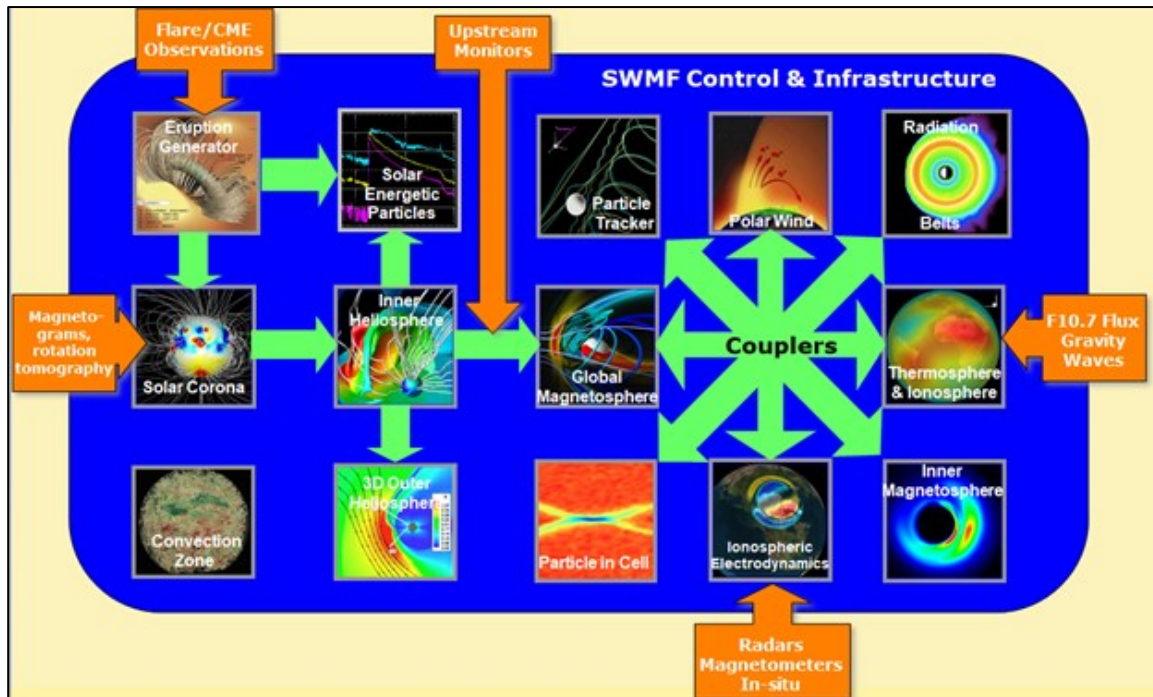 Flare/CME
Observations
Upstream
Monitors
SWMF Control & Infrastructure
Eruption
Generator
Solar
Energetic
Particles
Particle
Tracker
Polar Wind
Radiation
Belts
Magneto-
grams,
rotation
tomography
Solar Corona
Inner
Heliosphere
Global
Magnetosphere
Couplers
Thermosphere
& Ionosphere
F10.7 Flux
Gravity
Waves
Convection
Zone
3D Outer
Heliosphere
Particle in Cell
Ionospheric
Electrodynamics
Inner
Magnetosphere
Radars
Magnetometers
In-situ